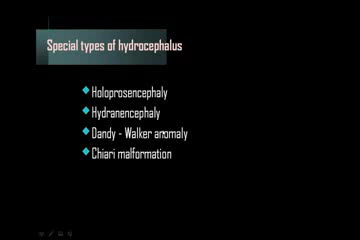 Special types of hydrocephalus
Holoprosencephaly
Hydranencephaly
Dandy - Walker anomaly
Chiari malformation